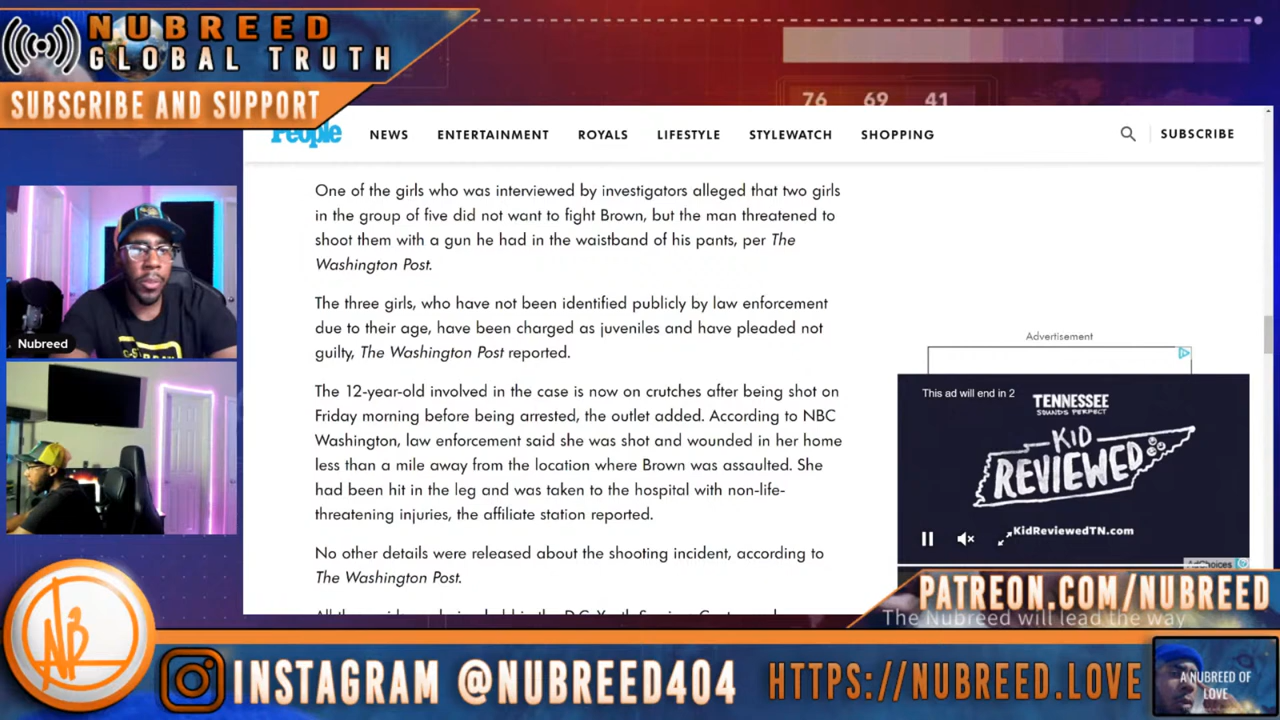 NUBREED
GLOBAL TRUTH
SUBSCRIBE AND SUPPORT
76 69 41
People
NEWS ENTERTAINMENT ROYALS LIFESTYLE STYLEWATCH SHOPPING SUBSCRIBE
One of the girls who was interviewed by investigators alleged that two girls
in the group of five did not want to fight Brown, but the man threatened to
shoot them with a gun he had in the waistband of his pants, per The
Washington Post.
The three girls, who have not been identified publicly by law enforcement
due to their age, have been charged as juveniles and have pleaded not
guilty, The Washington Post reported.
The 12-year-old involved in the case is now on crutches after being shot on
Friday morning before being arrested, the outlet added. According to NBC
Washington, law enforcement said she was shot and wounded in her home
less than a mile away from the location where Brown was assaulted. She
had been hit in the leg and was taken to the hospital with non-life-
threatening injuries, the affiliate station reported.
No other details were released about the shooting incident, according to
The Washington Post.
Advertisement
This ad will end in 2
TENNESSEE
SOUNDS PERFECT
KID
REVIEWED
KidReviewedTN.com
AdChoices
Nubreed
PATREON.COM/NUBREED
The Nubreed will lead the way
NB
INSTAGRAM @NUBREED404
HTTPS://NUBREED.LOVE
A NUBREED OF
LOVE